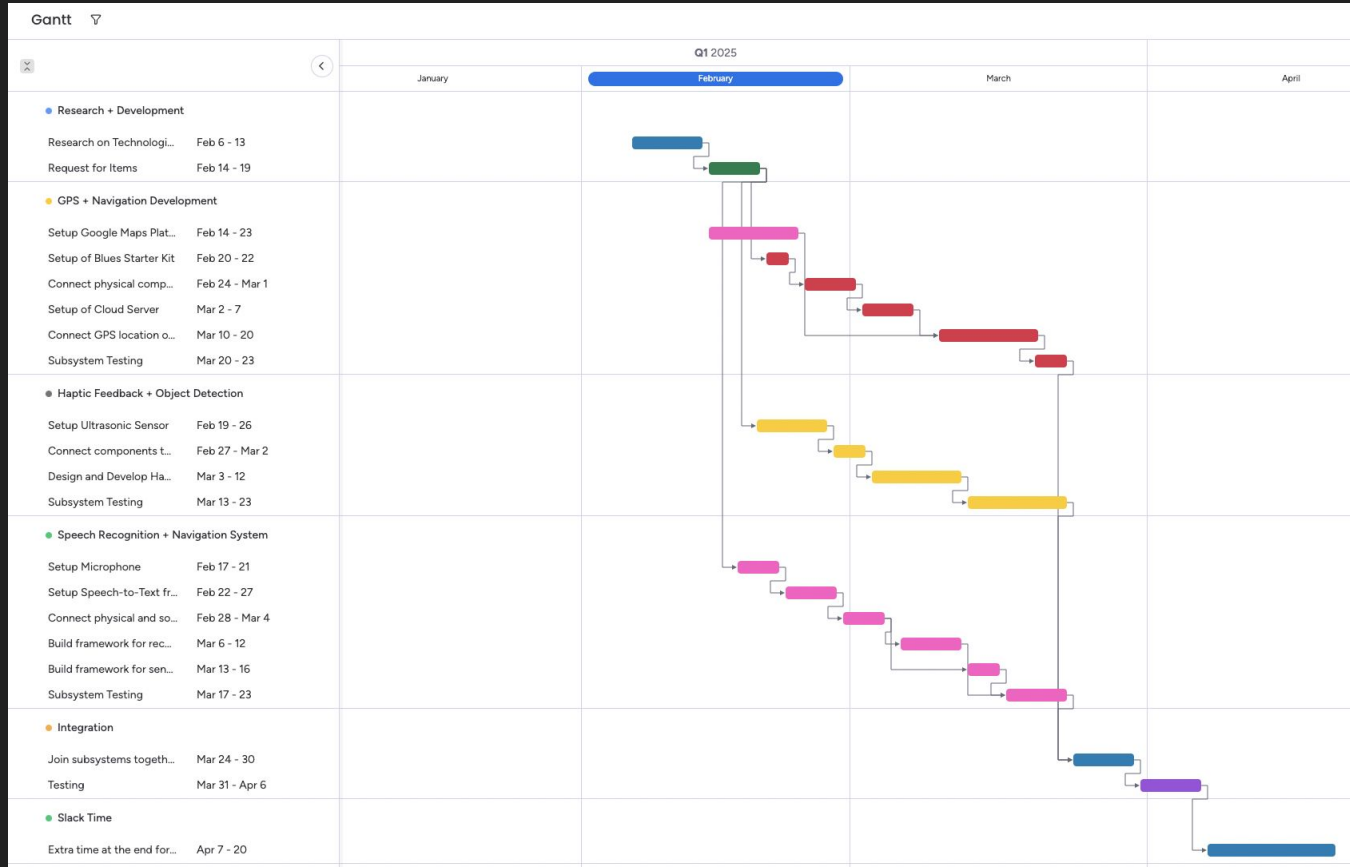 Gantt
Q1 2025
January February March April
Research + Development
Research on Technologi... Feb 6 - 13
Request for Items Feb 14 - 19
GPS + Navigation Development
Setup Google Maps Plat... Feb 14 - 23
Setup of Blues Starter Kit Feb 20 - 22
Connect physical comp... Feb 24 - Mar 1
Setup of Cloud Server Mar 2 - 7
Connect GPS location o... Mar 10 - 20
Subsystem Testing Mar 20 - 23
Haptic Feedback + Object Detection
Setup Ultrasonic Sensor Feb 19 - 26
Connect components t... Feb 27 - Mar 2
Design and Develop Ha... Mar 3 - 12
Subsystem Testing Mar 13 - 23
Speech Recognition + Navigation System
Setup Microphone Feb 17 - 21
Setup Speech-to-Text fr... Feb 22 - 27
Connect physical and so... Feb 28 - Mar 4
Build framework for rec... Mar 6 - 12
Build framework for sen... Mar 13 - 16
Subsystem Testing Mar 17 - 23
Integration
Join subsystems togeth... Mar 24 - 30
Testing Mar 31 - Apr 6
Slack Time
Extra time at the end for... Apr 7 - 20